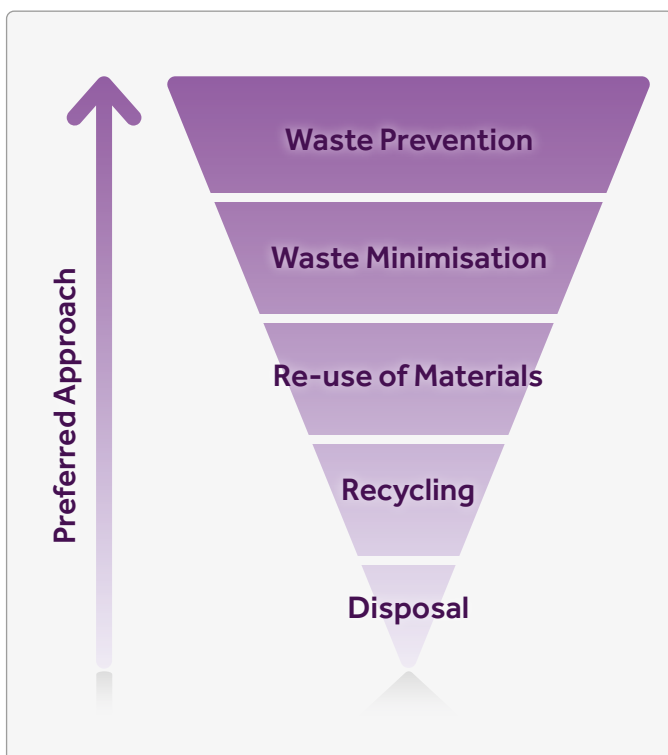 Waste Prevention
Waste Minimisation
Re-use of Materials
Recycling
Disposal
Preferred Approach